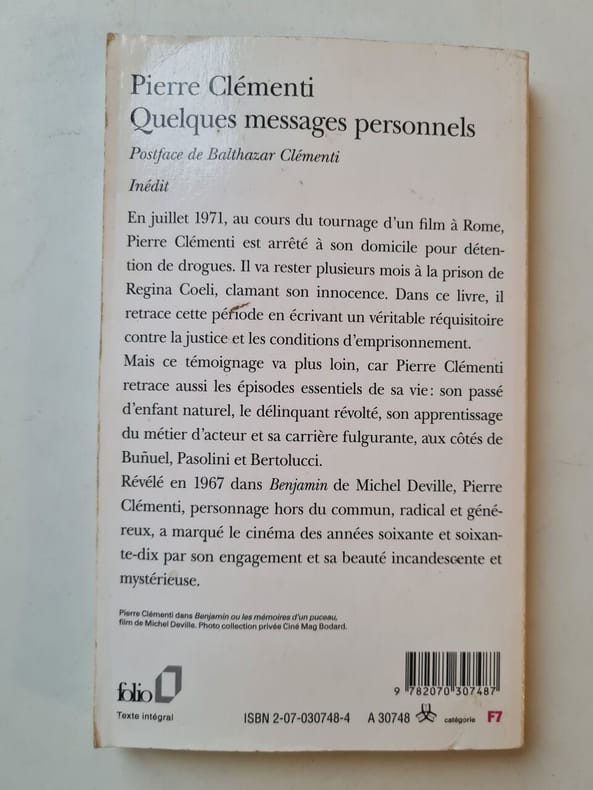 Pierre Clémenti
Quelques messages personnels
Postface de Balthazar Clémenti
Inédit
En juillet 1971, au cours du tournage d'un film à Rome,
Pierre Clémenti est arrêté à son domicile pour déten-
tion de drogues. Il va rester plusieurs mois à la prison de
Regina Coeli, clamant son innocence. Dans ce livre, il
retrace cette période en écrivant un véritable réquisitoire
contre la justice et les conditions d'emprisonnement.
Mais ce témoignage va plus loin, car Pierre Clémenti
retrace aussi les épisodes essentiels de sa vie : son passé
d'enfant naturel, le délinquant révolté, son apprentissage
du métier d'acteur et sa carrière fulgurante, aux côtés de
Buñuel, Pasolini et Bertolucci.
Révélé en 1967 dans Benjamin de Michel Deville, Pierre
Clémenti, personnage hors du commun, radical et géné-
reux, a marqué le cinéma des années soixante et soixan-
te-dix par son engagement et sa beauté incandescente et
mystérieuse.
Pierre Clémenti dans Benjamin ou les mémoires d'un puceau,
film de Michel Deville. Photo collection privée Ciné Mag Bodard.
folio
Texte intégral
9 782070 307487
ISBN 2-07-030748-4 A 30748 catégorie F7